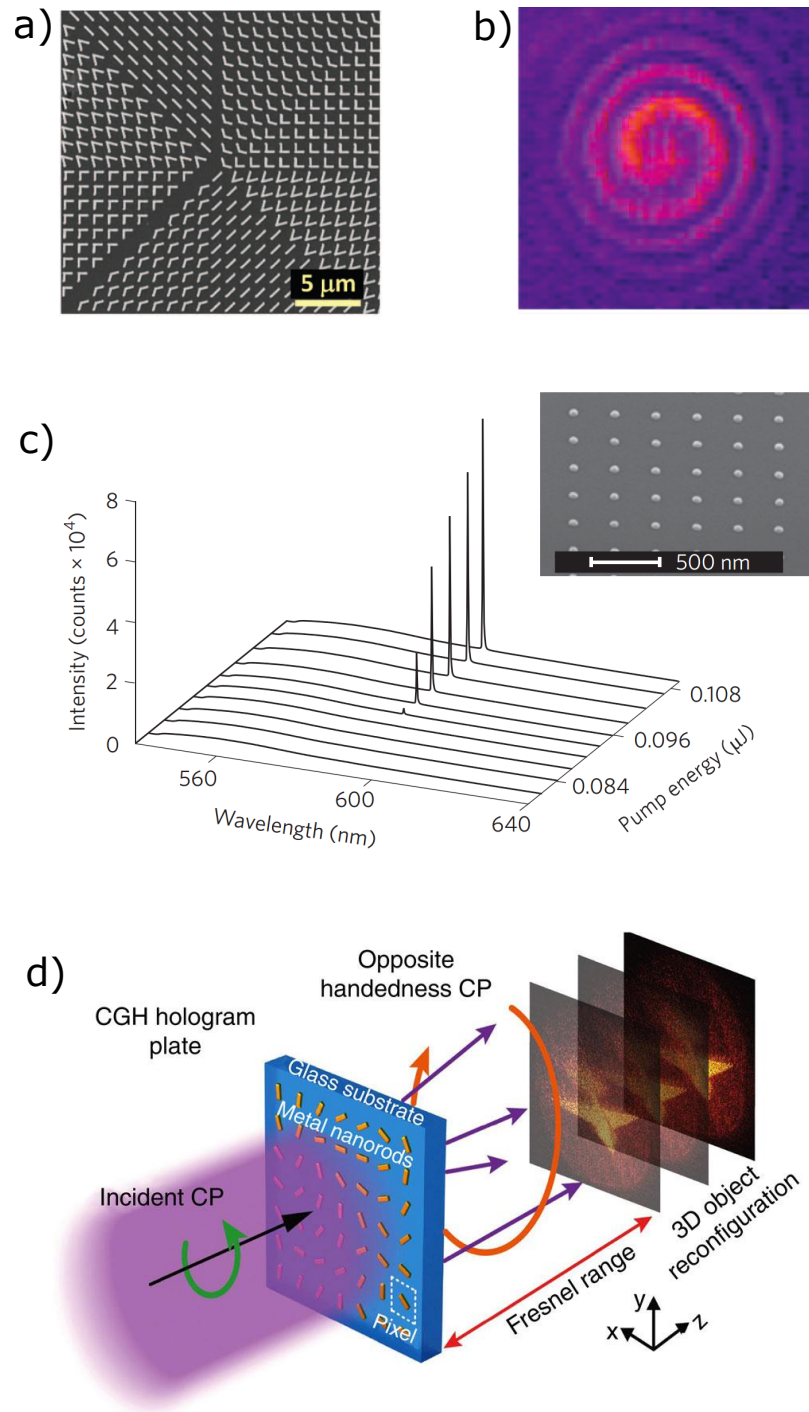 a)
b)
5 μm
c)
500 nm
Intensity (counts × 10⁴)
8
6
4
2
0
560
600
640
Wavelength (nm)
0.108
0.096
0.084
Pump energy (μJ)
d)
Opposite
handedness CP
CGH hologram
plate
Glass substrate
Metal nanorods
Incident CP
Pixel
Fresnel range
3D object
reconfiguration
y
x
z